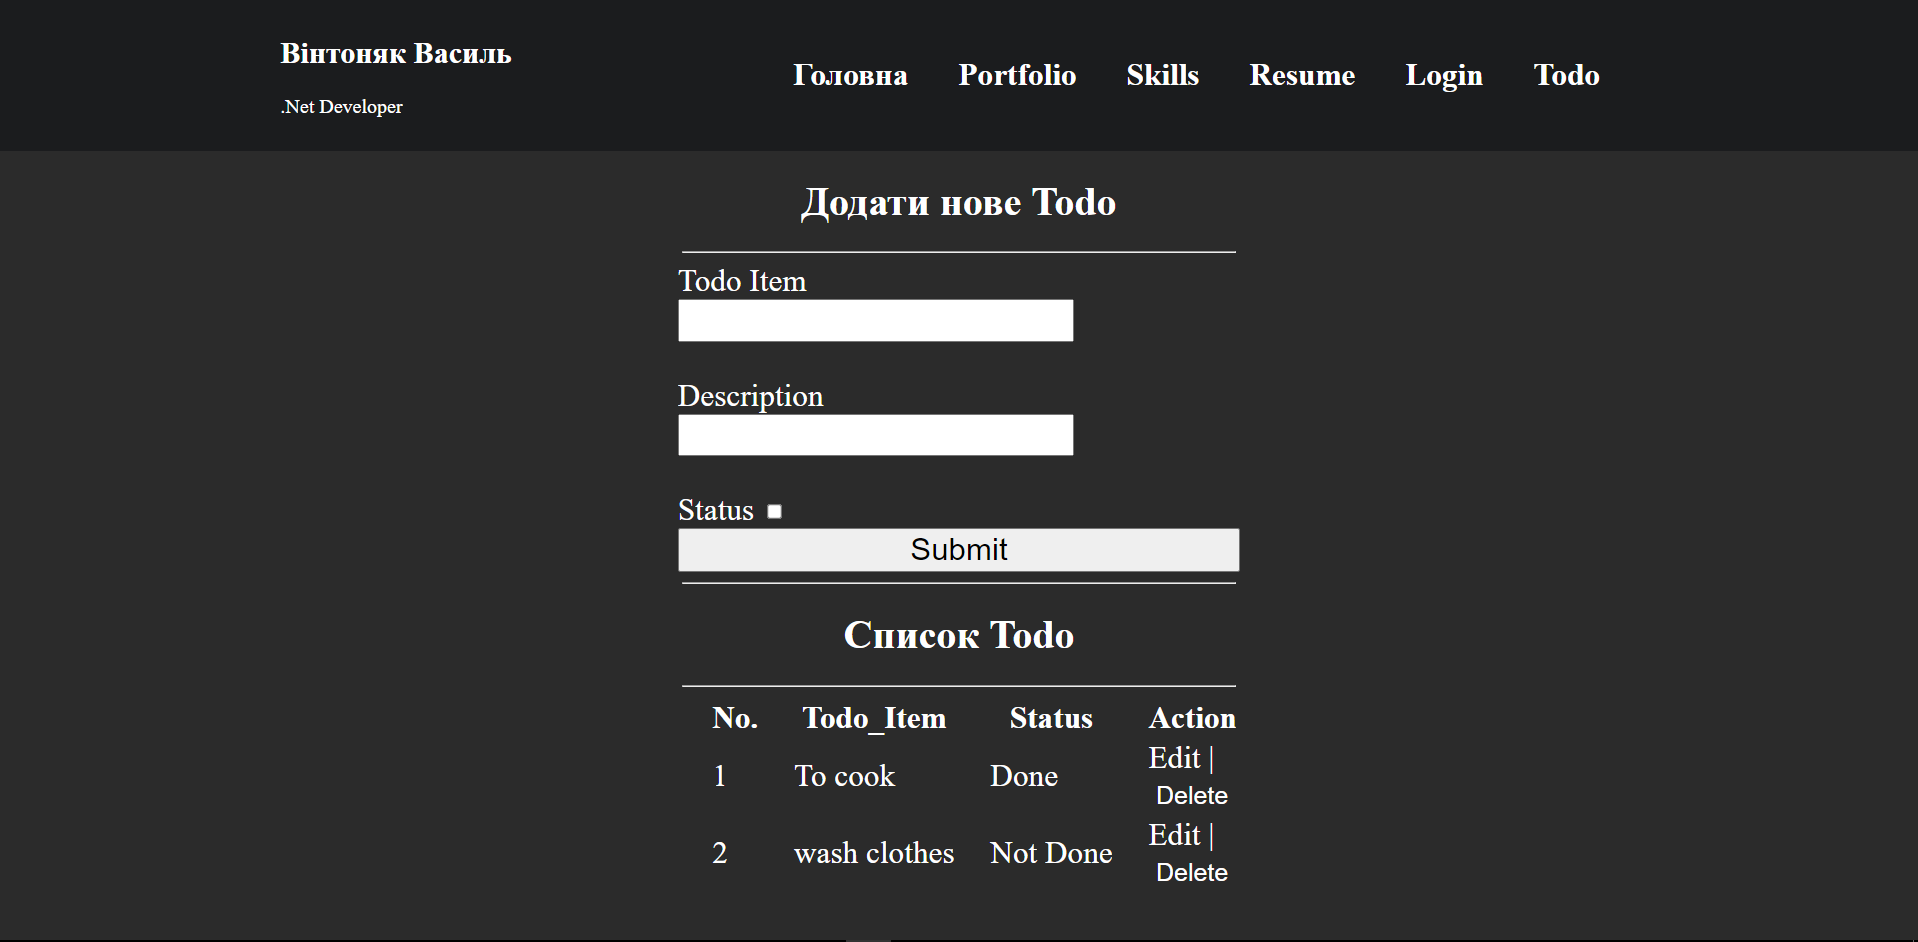 Вінтоняк Василь
.Net Developer
Головна Portfolio Skills Resume Login Todo
Додати нове Todo
Todo Item
Description
Status
Submit
Список Todo
No. Todo_Item Status Action
1 To cook Done Edit |
Delete
2 wash clothes Not Done Edit |
Delete